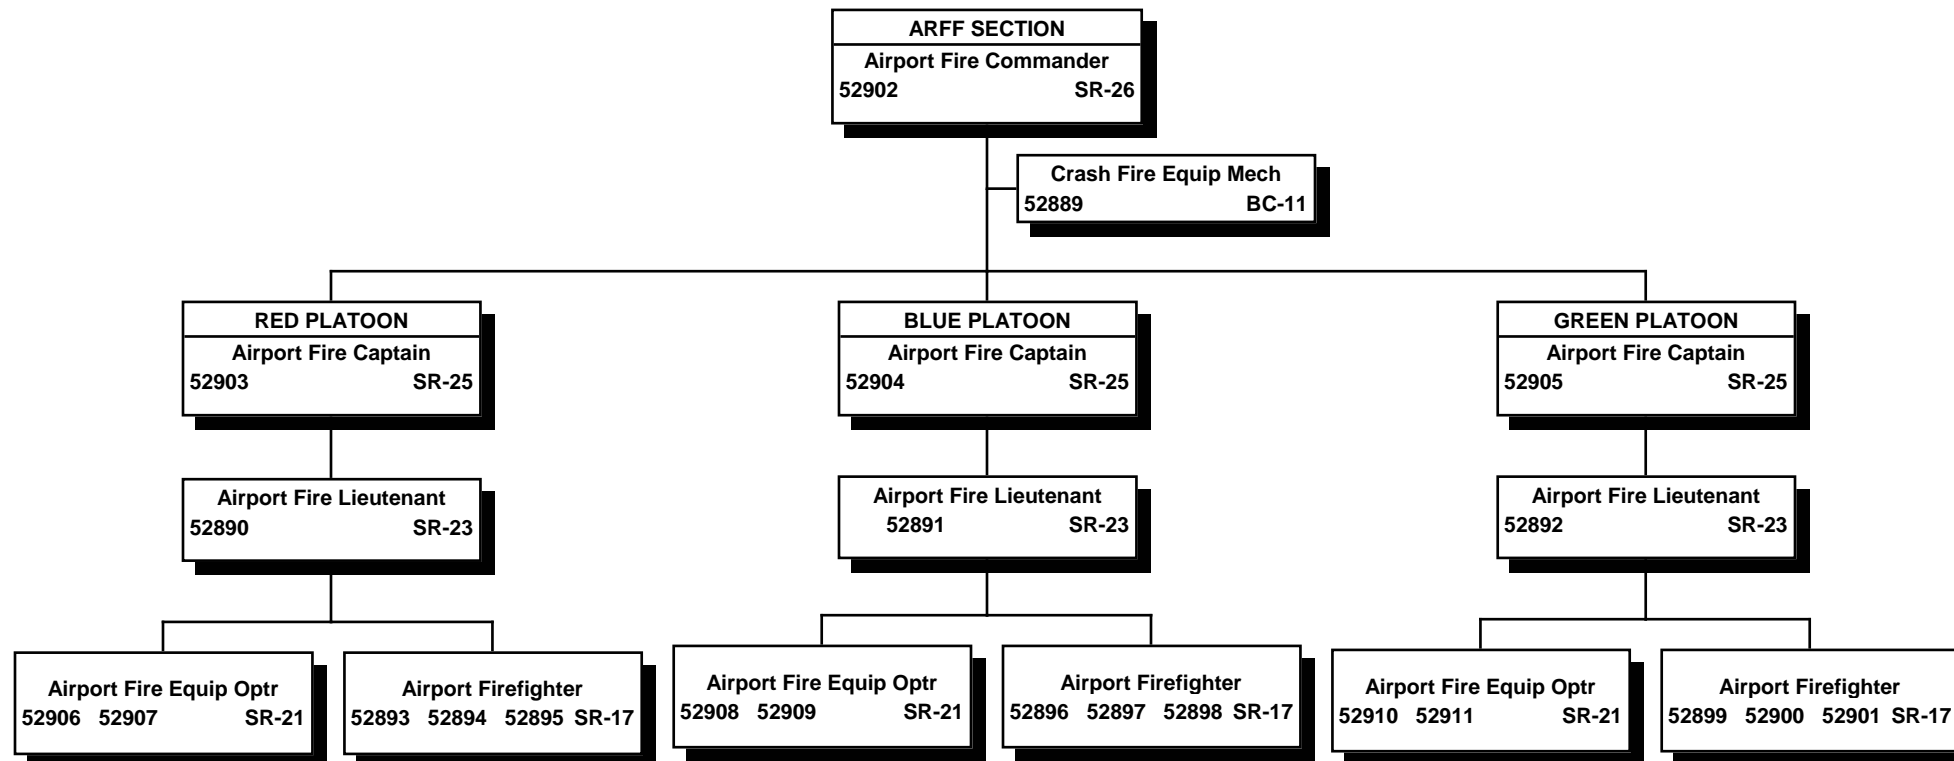 ARFF SECTION
Airport Fire Commander
52902 SR-26
Crash Fire Equip Mech
52889 BC-11
RED PLATOON
Airport Fire Captain
52903 SR-25
BLUE PLATOON
Airport Fire Captain
52904 SR-25
GREEN PLATOON
Airport Fire Captain
52905 SR-25
Airport Fire Lieutenant
52890 SR-23
Airport Fire Lieutenant
52891 SR-23
Airport Fire Lieutenant
52892 SR-23
Airport Fire Equip Optr
52906 52907 SR-21
Airport Firefighter
52893 52894 52895 SR-17
Airport Fire Equip Optr
52908 52909 SR-21
Airport Firefighter
52896 52897 52898 SR-17
Airport Fire Equip Optr
52910 52911 SR-21
Airport Firefighter
52899 52900 52901 SR-17